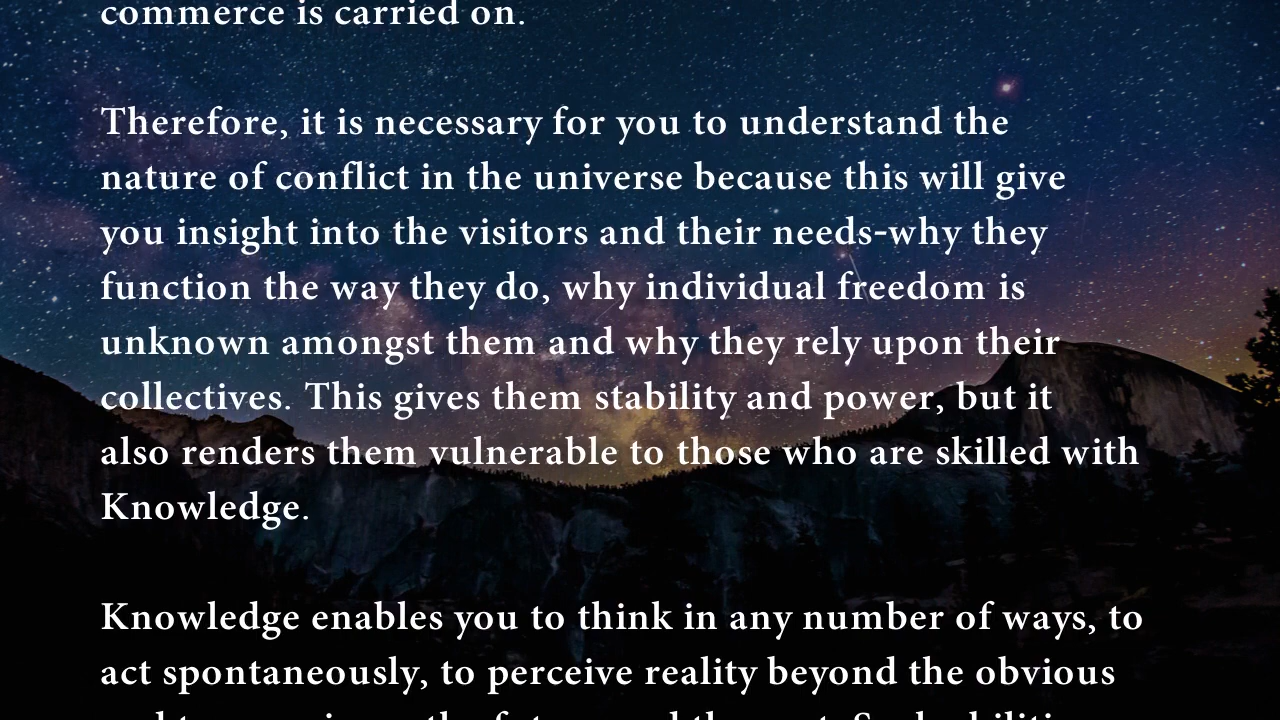 commerce is carried on.
Therefore, it is necessary for you to understand the
nature of conflict in the universe because this will give
you insight into the visitors and their needs-why they
function the way they do, why individual freedom is
unknown amongst them and why they rely upon their
collectives. This gives them stability and power, but it
also renders them vulnerable to those who are skilled with
Knowledge.
Knowledge enables you to think in any number of ways, to
act spontaneously, to perceive reality beyond the obvious